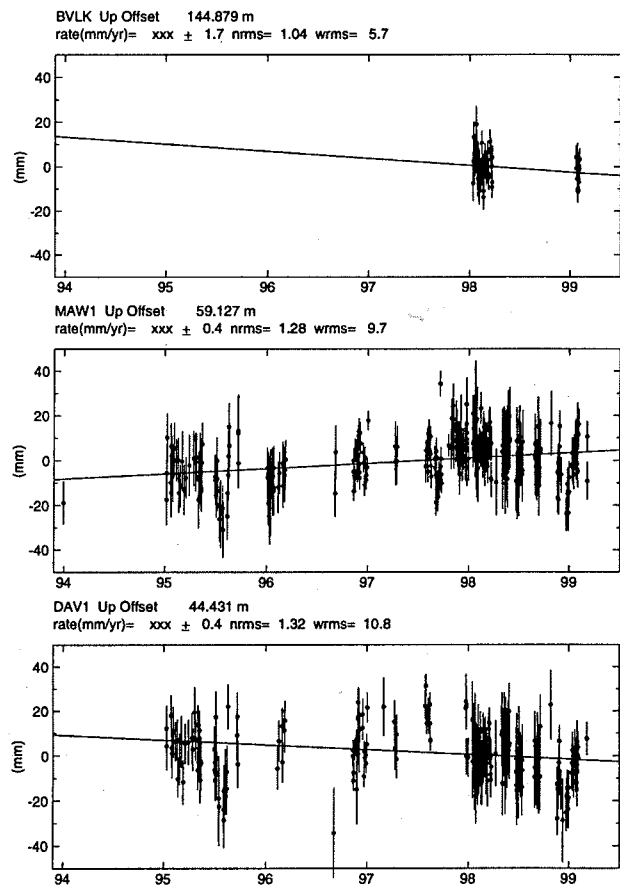 BVLK Up Offset 144.879 m
rate(mm/yr)= xxx ± 1.7 nrms= 1.04 wrms= 5.7
40
20
0
-20
-40
(mm)
94 95 96 97 98 99
MAW1 Up Offset 59.127 m
rate(mm/yr)= xxx ± 0.4 nrms= 1.28 wrms= 9.7
40
20
0
-20
-40
(mm)
94 95 96 97 98 99
DAV1 Up Offset 44.431 m
rate(mm/yr)= xxx ± 0.4 nrms= 1.32 wrms= 10.8
40
20
0
-20
-40
(mm)
94 95 96 97 98 99